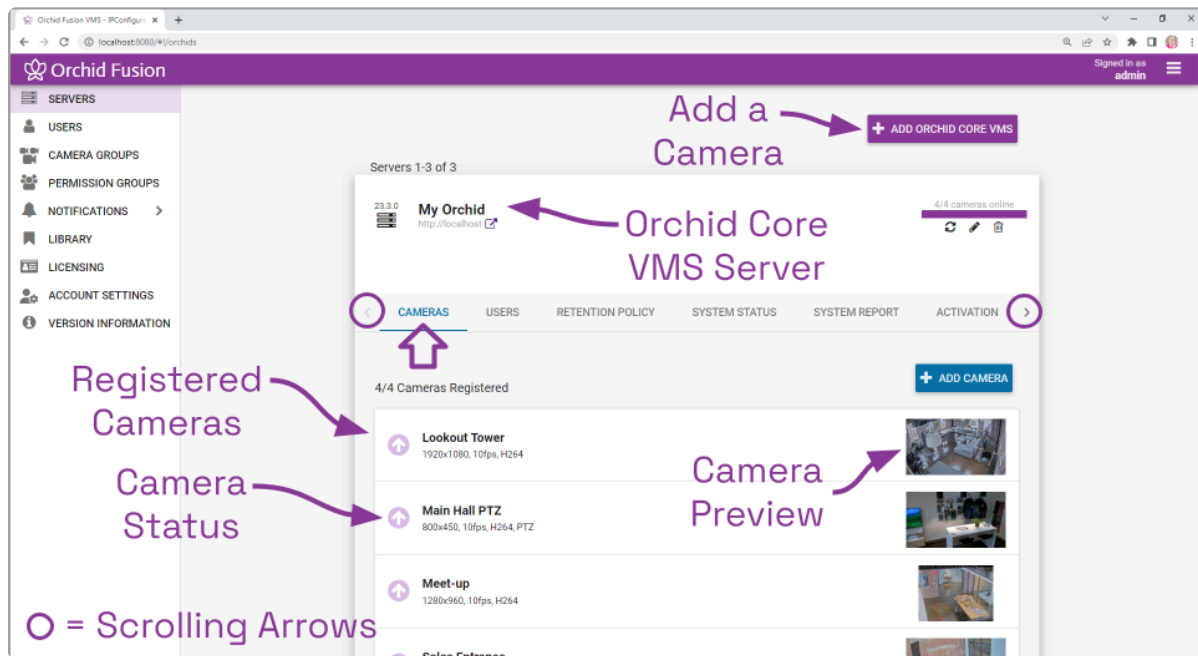 Orchid Fusion VMS - IPConfigure
localhost:8080/#!/orchids
Orchid Fusion
Signed in as
admin
SERVERS
USERS
CAMERA GROUPS
PERMISSION GROUPS
NOTIFICATIONS
LIBRARY
LICENSING
ACCOUNT SETTINGS
VERSION INFORMATION
Add a
Camera
ADD ORCHID CORE VMS
Servers 1-3 of 3
23.3.0
My Orchid
http://localhost
4/4 cameras online
Orchid Core
VMS Server
CAMERAS USERS RETENTION POLICY SYSTEM STATUS SYSTEM REPORT ACTIVATION
4/4 Cameras Registered
ADD CAMERA
Registered
Cameras
Lookout Tower
1920x1080, 10fps, H264
Camera
Preview
Camera
Status
Main Hall PTZ
800x450, 10fps, H264, PTZ
Meet-up
1280x960, 10fps, H264
O = Scrolling Arrows
Sales Entrance